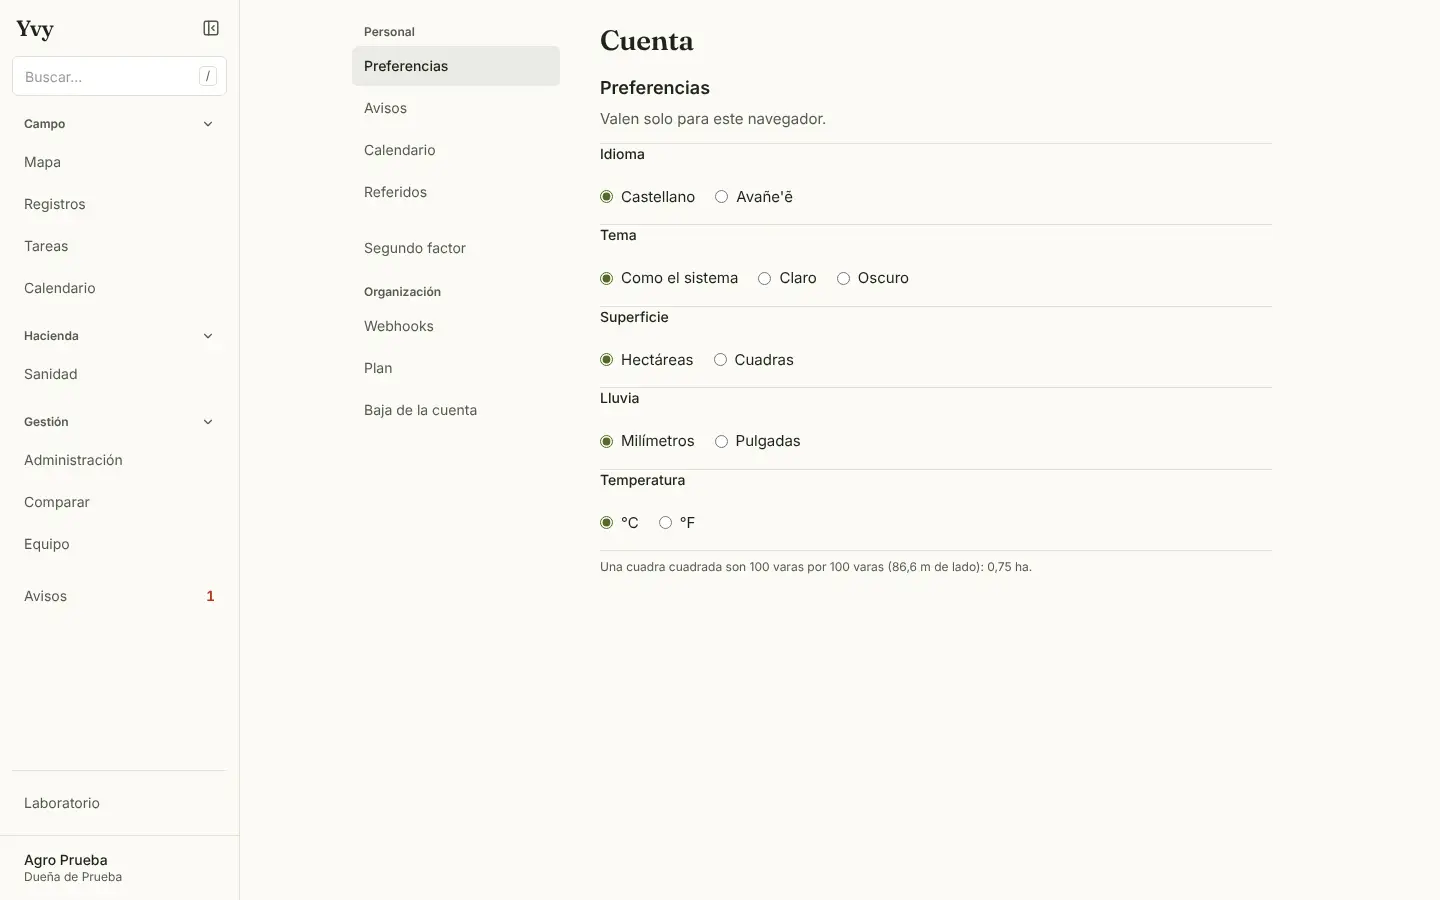 Yvy
Buscar... /
Campo
Mapa
Registros
Tareas
Calendario
Hacienda
Sanidad
Gestión
Administración
Comparar
Equipo
Avisos 1
Laboratorio
Agro Prueba
Dueña de Prueba
Personal
Preferencias
Avisos
Calendario
Referidos
Segundo factor
Organización
Webhooks
Plan
Baja de la cuenta
Cuenta
Preferencias
Valen solo para este navegador.
Idioma
Castellano Avañe'ẽ
Tema
Como el sistema Claro Oscuro
Superficie
Hectáreas Cuadras
Lluvia
Milímetros Pulgadas
Temperatura
°C °F
Una cuadra cuadrada son 100 varas por 100 varas (86,6 m de lado): 0,75 ha.